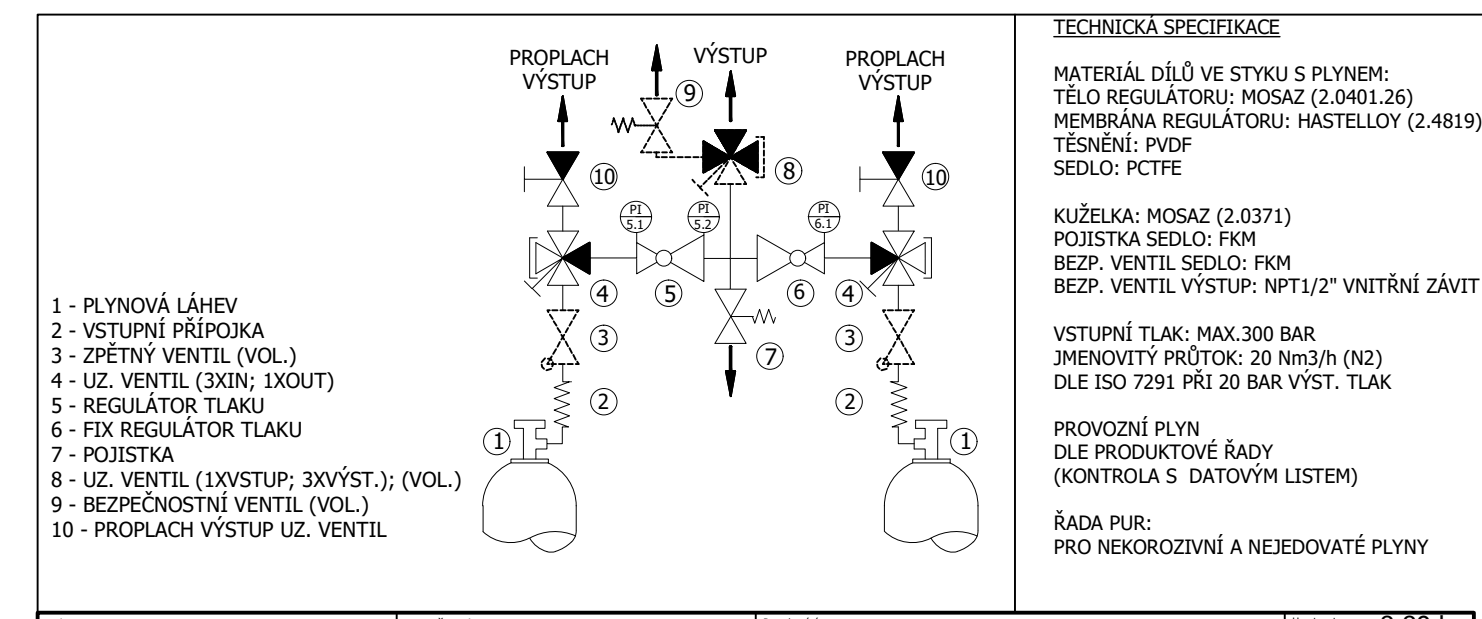 PROPLACH
VÝSTUP
VÝSTUP
PROPLACH
VÝSTUP
9
8
10
10
PI
5.1
PI
5.2
PI
6.1
4
5
6
4
3
7
3
2
2
1
1
1 - PLYNOVÁ LÁHEV
2 - VSTUPNÍ PŘÍPOJKA
3 - ZPĚTNÝ VENTIL (VOL.)
4 - UZ. VENTIL (3XIN; 1XOUT)
5 - REGULÁTOR TLAKU
6 - FIX REGULÁTOR TLAKU
7 - POJISTKA
8 - UZ. VENTIL (1XVSTUP; 3XVÝST.); (VOL.)
9 - BEZPEČNOSTNÍ VENTIL (VOL.)
10 - PROPLACH VÝSTUP UZ. VENTIL
TECHNICKÁ SPECIFIKACE
MATERIÁL DÍLŮ VE STYKU S PLYNEM:
TĚLO REGULÁTORU: MOSAZ (2.0401.26)
MEMBRÁNA REGULÁTORU: HASTELLOY (2.4819)
TĚSNĚNÍ: PVDF
SEDLO: PCTFE
KUŽELKA: MOSAZ (2.0371)
POJISTKA SEDLO: FKM
BEZP. VENTIL SEDLO: FKM
BEZP. VENTIL VÝSTUP: NPT1/2" VNITŘNÍ ZÁVIT
VSTUPNÍ TLAK: MAX.300 BAR
JMENOVITÝ PRŮTOK: 20 Nm3/h (N2)
DLE ISO 7291 PŘI 20 BAR VÝST. TLAK
PROVOZNÍ PLYN
DLE PRODUKTOVÉ ŘADY
(KONTROLA S DATOVÝM LISTEM)
ŘADA PUR:
PRO NEKOROZIVNÍ A NEJEDOVATÉ PLYNY